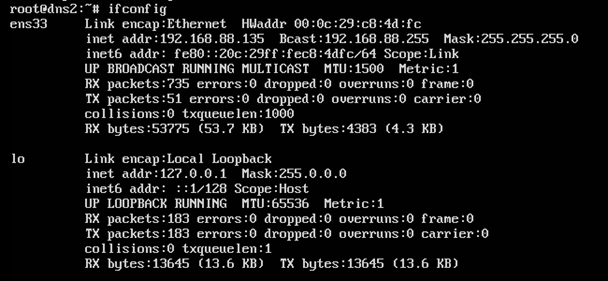 root@dns2:~# ifconfig
ens33     Link encap:Ethernet  HWaddr 00:0c:29:c8:4d:fc
          inet addr:192.168.88.135  Bcast:192.168.88.255  Mask:255.255.255.0
          inet6 addr: fe80::20c:29ff:fec8:4dfc/64 Scope:Link
          UP BROADCAST RUNNING MULTICAST  MTU:1500  Metric:1
          RX packets:735 errors:0 dropped:0 overruns:0 frame:0
          TX packets:51 errors:0 dropped:0 overruns:0 carrier:0
          collisions:0 txqueuelen:1000
          RX bytes:53775 (53.7 KB)  TX bytes:4383 (4.3 KB)

lo        Link encap:Local Loopback
          inet addr:127.0.0.1  Mask:255.0.0.0
          inet6 addr: ::1/128 Scope:Host
          UP LOOPBACK RUNNING  MTU:65536  Metric:1
          RX packets:183 errors:0 dropped:0 overruns:0 frame:0
          TX packets:183 errors:0 dropped:0 overruns:0 carrier:0
          collisions:0 txqueuelen:1
          RX bytes:13645 (13.6 KB)  TX bytes:13645 (13.6 KB)